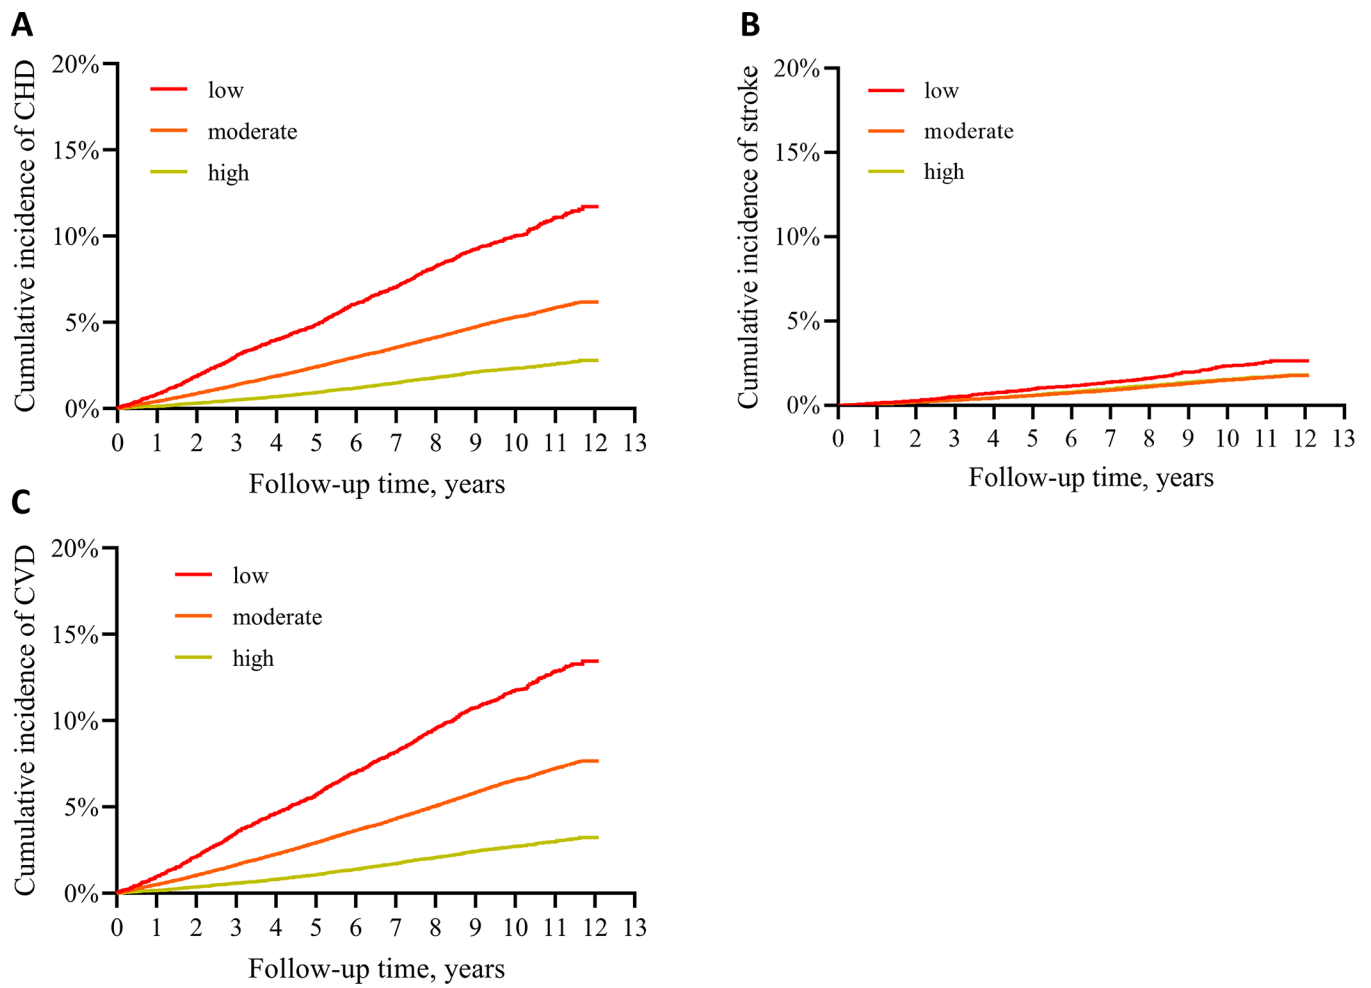 A
Cumulative incidence of CHD
20%
15%
10%
5%
0%
low
moderate
high
0 1 2 3 4 5 6 7 8 9 10 11 12 13
Follow-up time, years
B
Cumulative incidence of stroke
20%
15%
10%
5%
0%
low
moderate
high
0 1 2 3 4 5 6 7 8 9 10 11 12 13
Follow-up time, years
C
Cumulative incidence of CVD
20%
15%
10%
5%
0%
low
moderate
high
0 1 2 3 4 5 6 7 8 9 10 11 12 13
Follow-up time, years